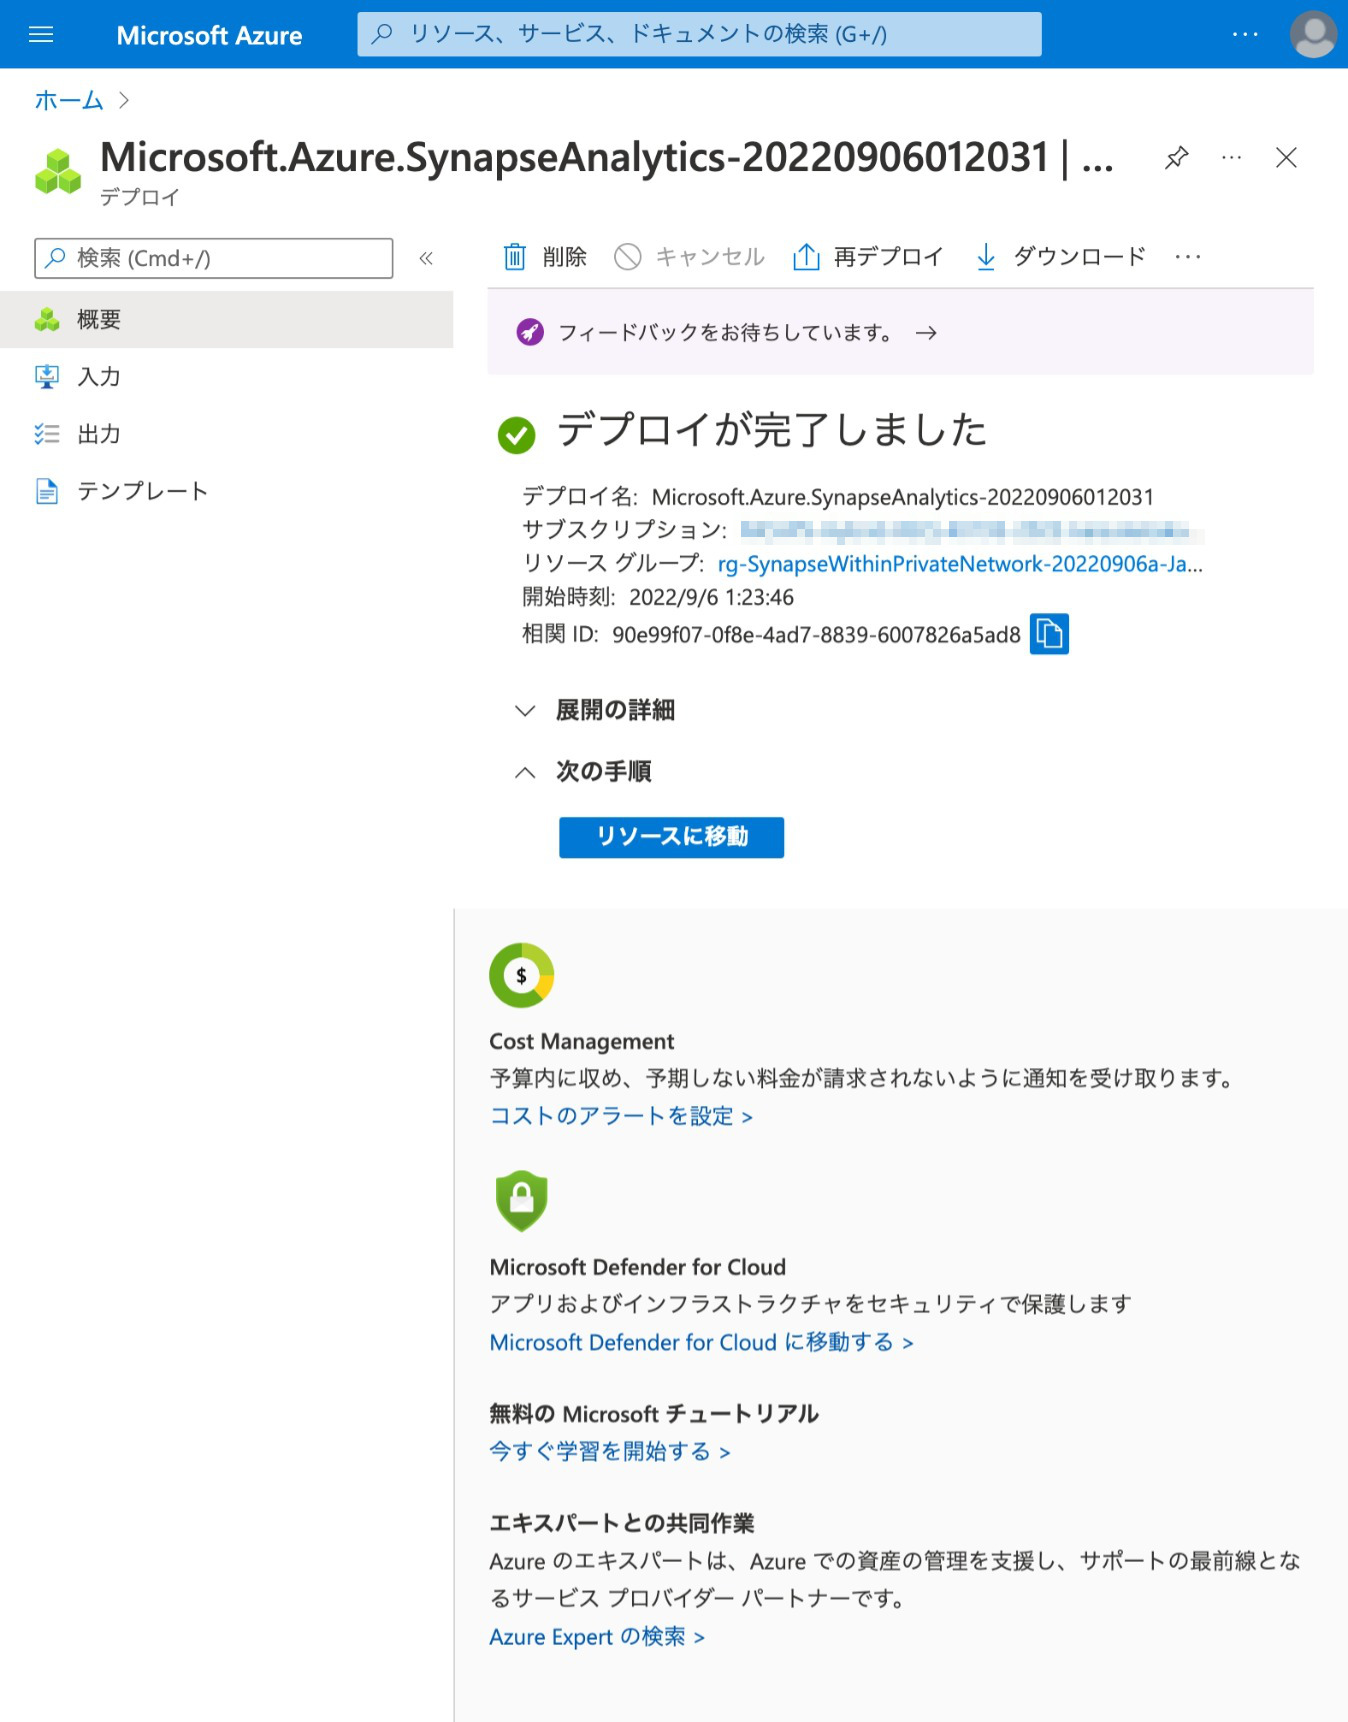 Microsoft Azure
リソース、サービス、ドキュメントの検索 (G+/)
ホーム
Microsoft.Azure.SynapseAnalytics-20220906012031 | ...
デプロイ
検索 (Cmd+/)
«
削除
キャンセル
再デプロイ
ダウンロード
概要
入力
出力
テンプレート
フィードバックをお待ちしています。 →
デプロイが完了しました
デプロイ名: Microsoft.Azure.SynapseAnalytics-20220906012031
サブスクリプション:
リソース グループ: rg-SynapseWithinPrivateNetwork-20220906a-Ja...
開始時刻: 2022/9/6 1:23:46
相関 ID: 90e99f07-0f8e-4ad7-8839-6007826a5ad8
展開の詳細
次の手順
リソースに移動
$
Cost Management
予算内に収め、予期しない料金が請求されないように通知を受け取ります。
コストのアラートを設定 >
Microsoft Defender for Cloud
アプリおよびインフラストラクチャをセキュリティで保護します
Microsoft Defender for Cloud に移動する >
無料の Microsoft チュートリアル
今すぐ学習を開始する >
エキスパートとの共同作業
Azure のエキスパートは、Azure での資産の管理を支援し、サポートの最前線とな
るサービス プロバイダー パートナーです。
Azure Expert の検索 >